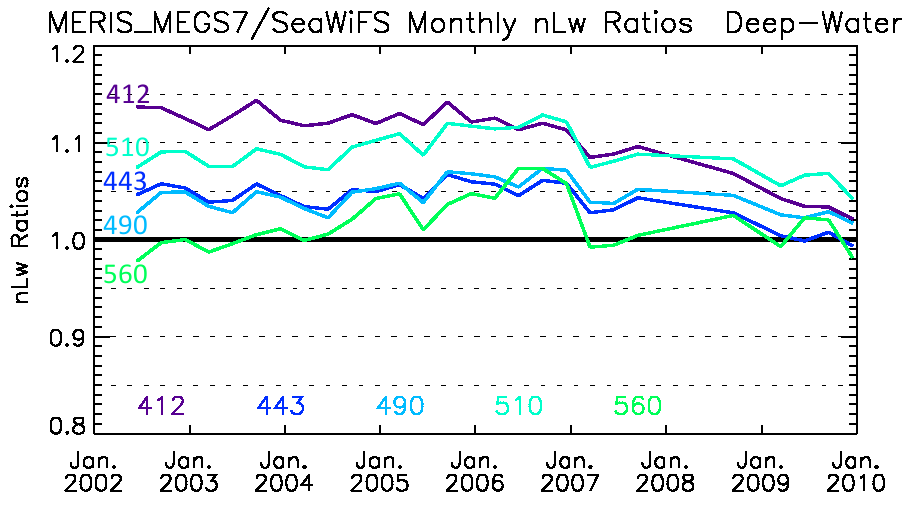 MERIS_MEGS7/SeaWiFS Monthly nLw Ratios  Deep-Water
1.2
1.1
1.0
0.9
0.8
nLw Ratios
412
510
443
490
560
412 443 490 510 560
Jan. Jan. Jan. Jan. Jan. Jan. Jan. Jan. Jan.
2002 2003 2004 2005 2006 2007 2008 2009 2010